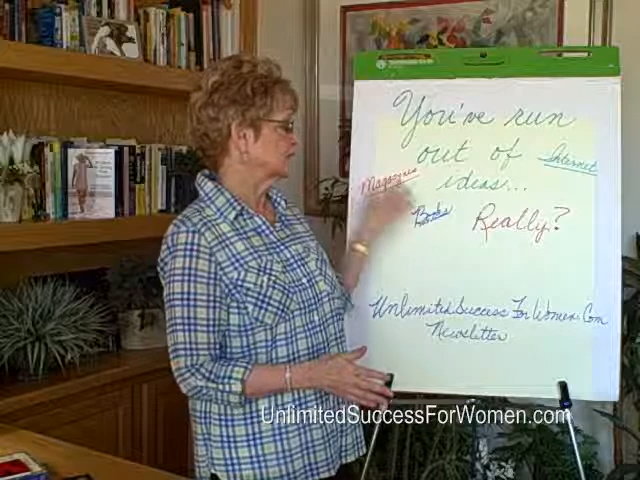 You've run
out of Internet
Magazines ideas...
Books Really?
UnlimitedSuccessForWomen.Com
Newsletter
UnlimitedSuccessForWomen.com